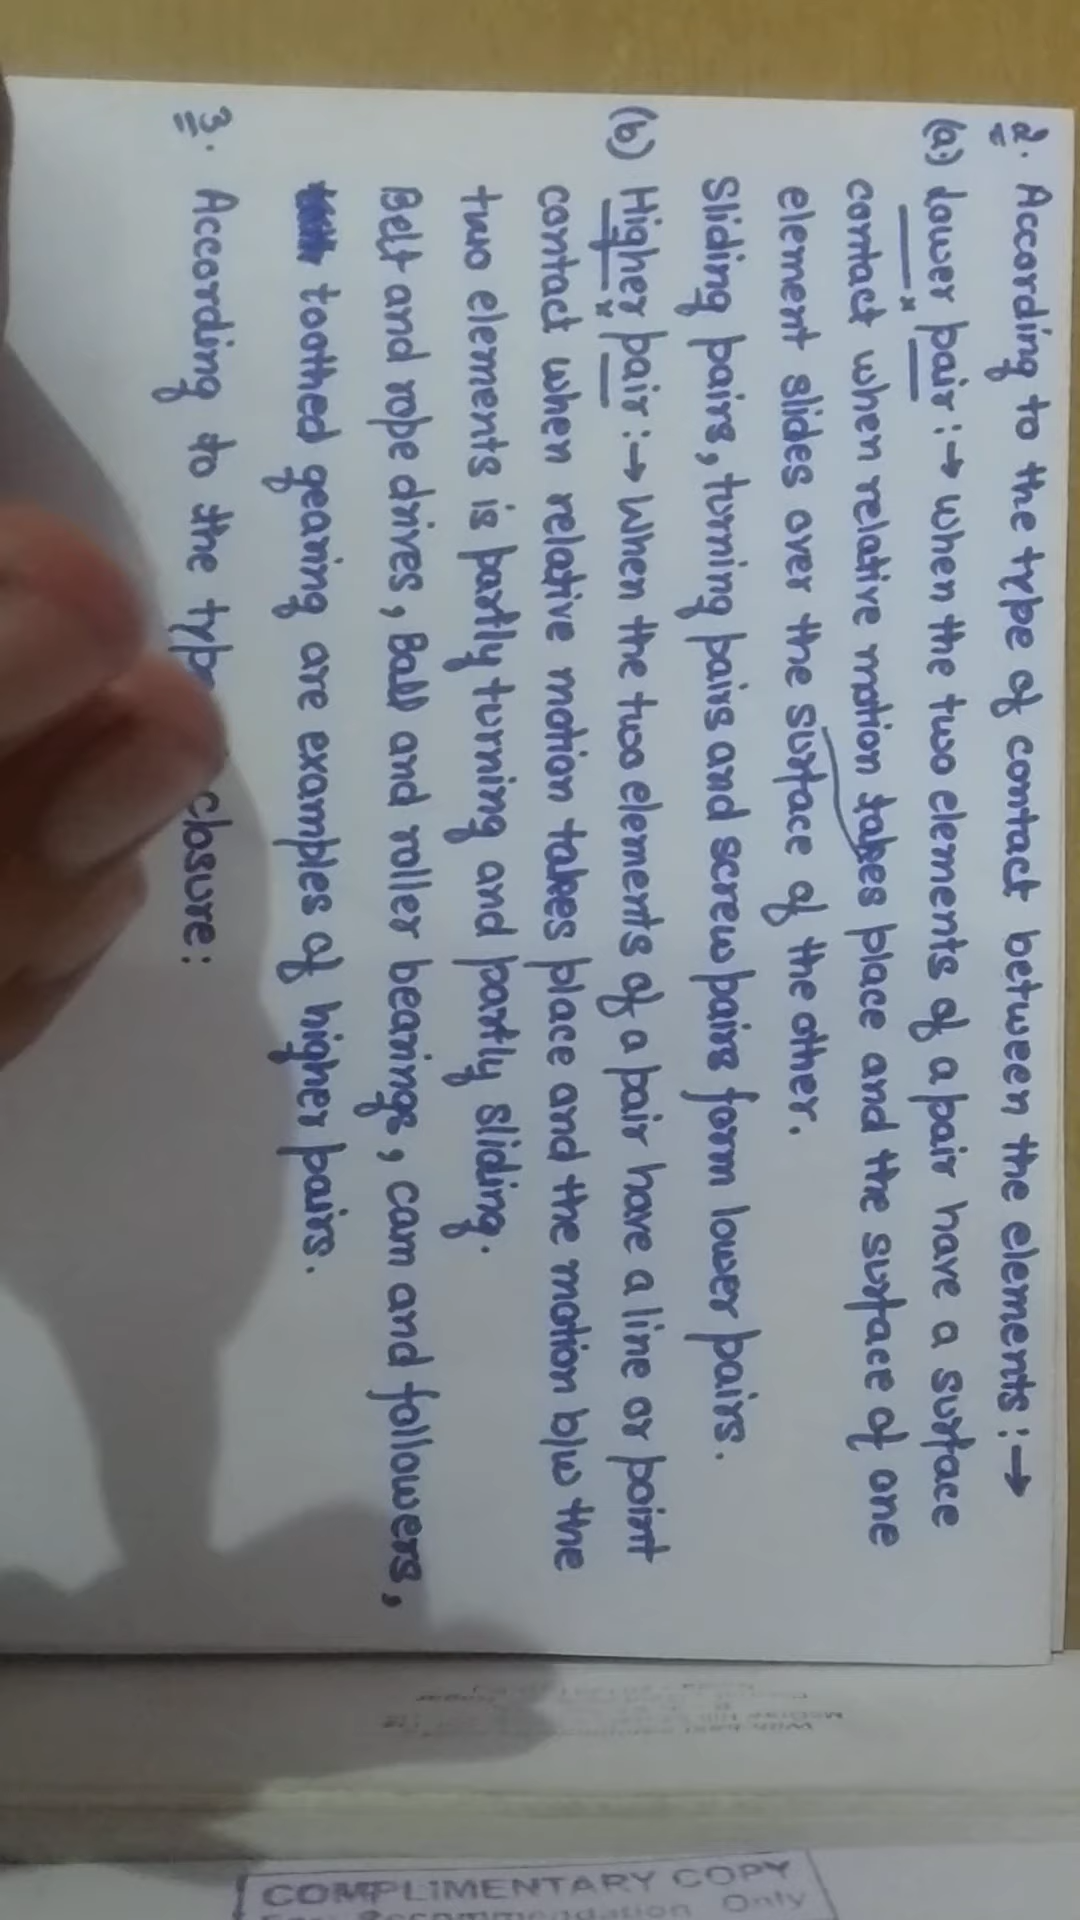 2. According to the type of contact between the elements :→
(a) Lower pair :→ when the two elements of a pair have a surface
contact when relative motion takes place and the surface of one
element slides over the surface of the other.
Sliding pairs, turning pairs and screw pairs form lower pairs.
(b) Higher pair :→ When the two elements of a pair have a line or point
contact when relative motion takes place and the motion b/w the
two elements is partly turning and partly sliding.
Belt and rope drives, Ball and roller bearings, cam and followers,
toothed gearing are examples of higher pairs.
3. According to the type closure :
COMPLIMENTARY COPY
Only